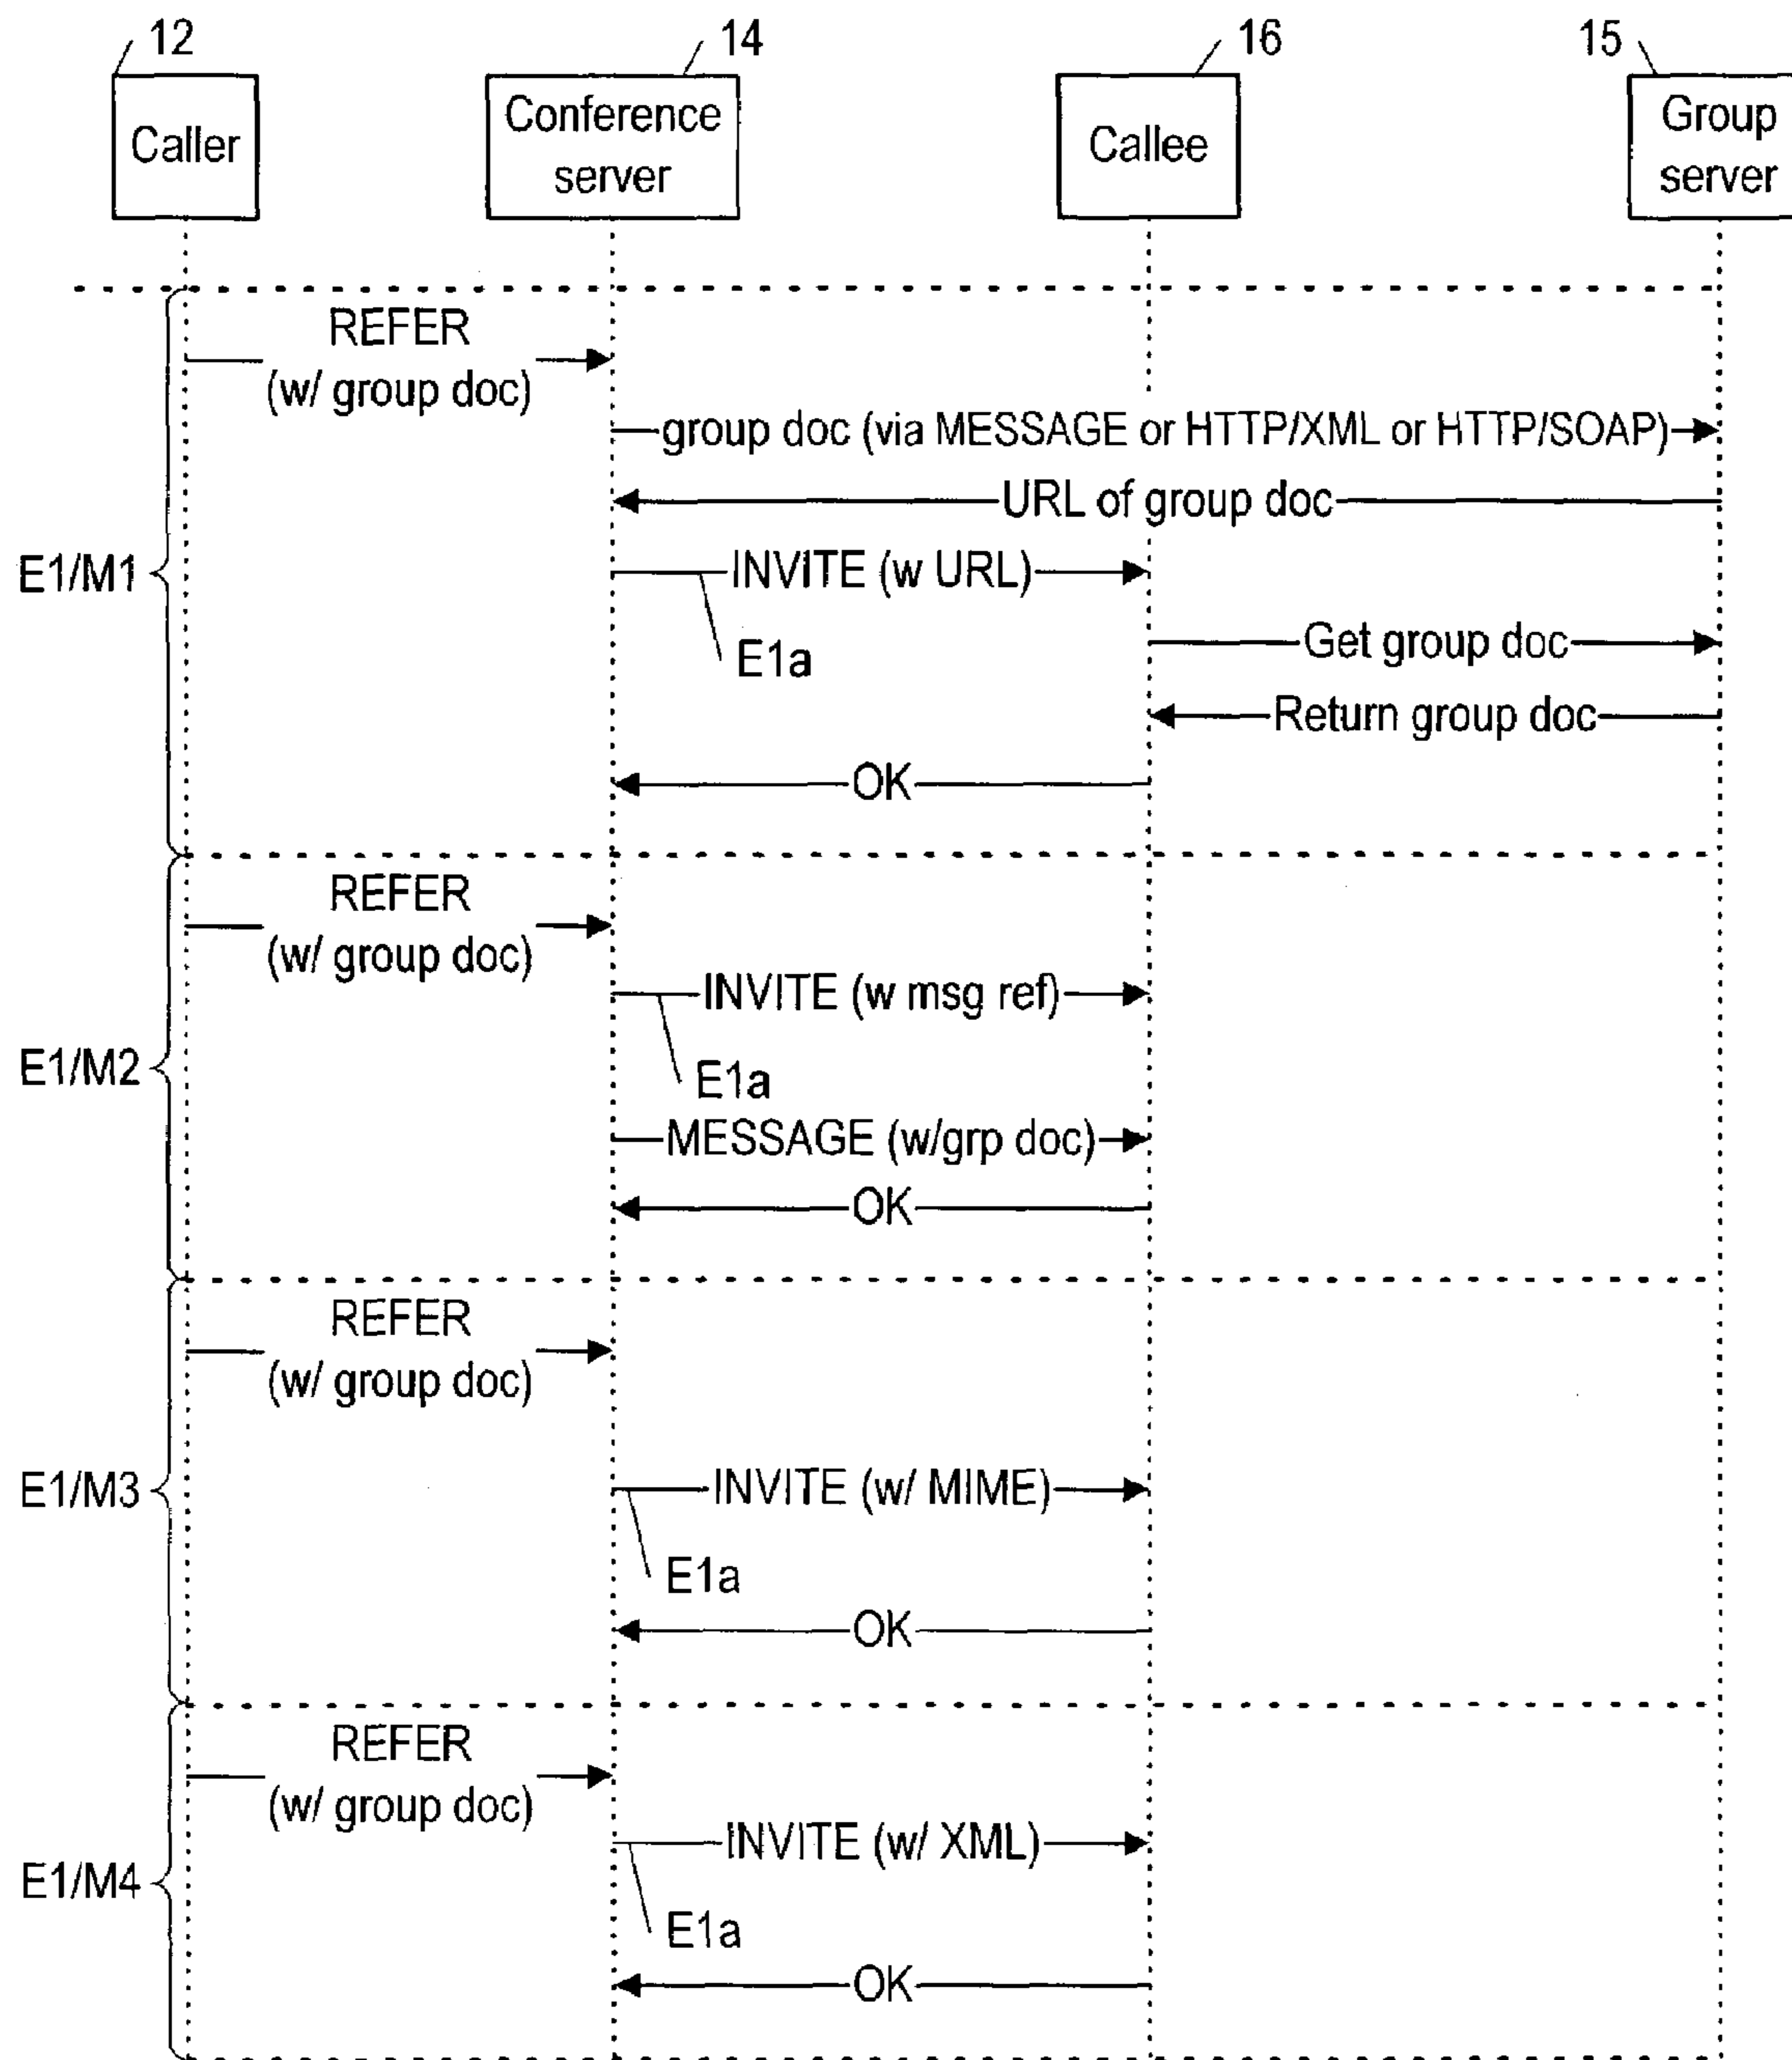 12
14
16
15
Caller
Conference
server
Callee
Group
server
REFER
(w/ group doc)
group doc (via MESSAGE or HTTP/XML or HTTP/SOAP)
URL of group doc
E1/M1
INVITE (w URL)
E1a
Get group doc
Return group doc
OK
REFER
(w/ group doc)
INVITE (w msg ref)
E1/M2
E1a
MESSAGE (w/grp doc)
OK
REFER
(w/ group doc)
E1/M3
INVITE (w/ MIME)
E1a
OK
REFER
(w/ group doc)
INVITE (w/ XML)
E1/M4
E1a
OK